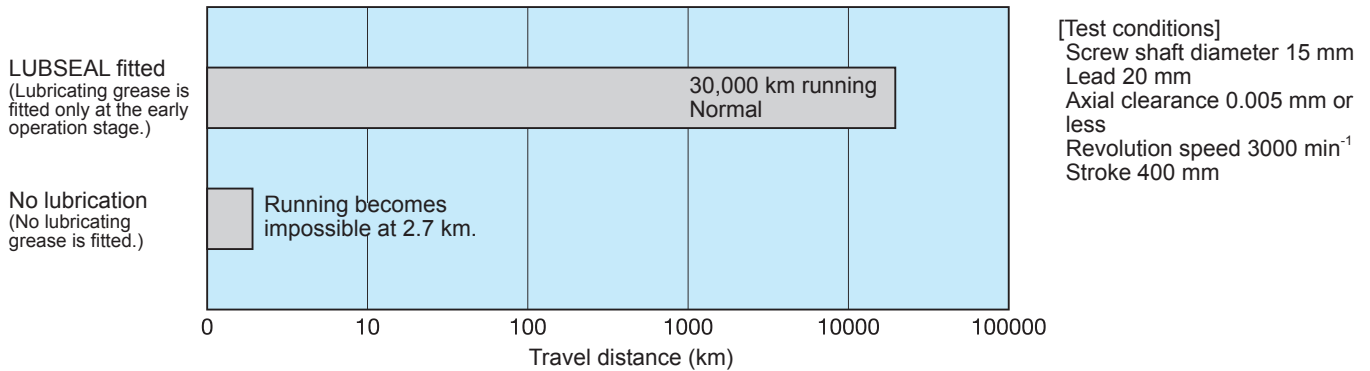 LUBSEAL fitted
(Lubricating grease is
fitted only at the early
operation stage.)
30,000 km running
Normal
No lubrication
(No lubricating
grease is fitted.)
Running becomes
impossible at 2.7 km.
0 10 100 1000 10000 100000
Travel distance (km)
[Test conditions]
Screw shaft diameter 15 mm
Lead 20 mm
Axial clearance 0.005 mm or
less
Revolution speed 3000 min⁻¹
Stroke 400 mm